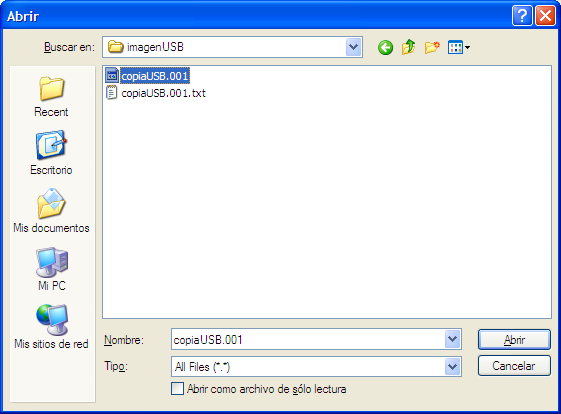 Abrir
Buscar en: imagenUSB
copiaUSB.001
copiaUSB.001.txt
Recent
Escritorio
Mis documentos
Mi PC
Mis sitios de red
Nombre: copiaUSB.001 Abrir
Tipo: All Files (*.*) Cancelar
Abrir como archivo de sólo lectura